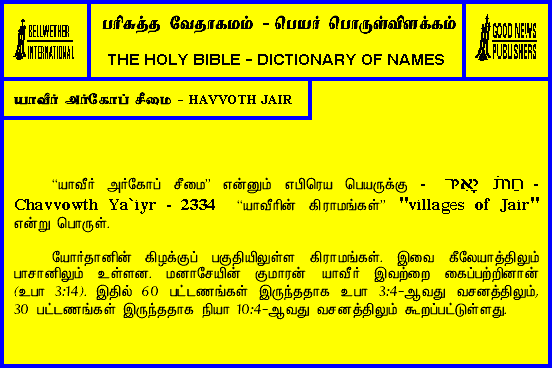 BELLWETHER
INTERNATIONAL
பரிசுத்த வேதாகமம் - பெயர் பொருள்விளக்கம்
THE HOLY BIBLE - DICTIONARY OF NAMES
GOOD NEWS
PUBLISHERS
யாவீர் அர்கோப் சீமை - HAVVOTH JAIR
“யாவீர் அர்கோப் சீமை” என்னும் எபிரெய பெயருக்கு - חַוֹּת יָאִיר -
Chavvowth Ya`iyr - 2334 “யாவீரின் கிராமங்கள்” "villages of Jair"
என்று பொருள்.
யோர்தானின் கிழக்குப் பகுதியிலுள்ள கிராமங்கள். இவை கீலேயாத்திலும்
பாசானிலும் உள்ளன. மனாசேயின் குமாரன் யாவீர் இவற்றை கைப்பற்றினான்
(உபா 3:14). இதில் 60 பட்டணங்கள் இருந்ததாக உபா 3:4-ஆவது வசனத்திலும்,
30 பட்டணங்கள் இருந்ததாக நியா 10:4-ஆவது வசனத்திலும் கூறப்பட்டுள்ளது.